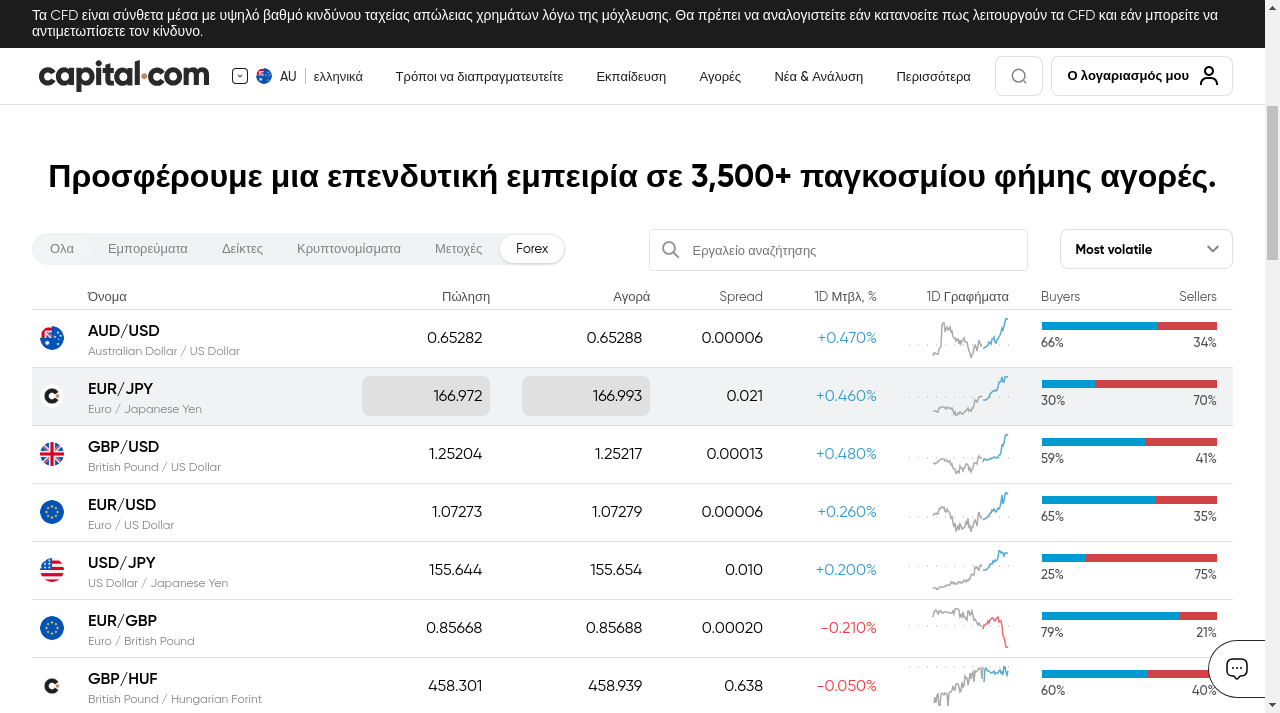 Τα CFD είναι σύνθετα μέσα με υψηλό βαθμό κινδύνου ταχείας απώλειας χρημάτων λόγω της μόχλευσης. Θα πρέπει να αναλογιστείτε εάν κατανοείτε πως λειτουργούν τα CFD και εάν μπορείτε να
αντιμετωπίσετε τον κίνδυνο.
capital.com AU ελληνικά Τρόποι να διαπραγματευτείτε Εκπαίδευση Αγορές Νέα & Ανάλυση Περισσότερα Ο λογαριασμός μου
Προσφέρουμε μια επενδυτική εμπειρία σε 3,500+ παγκοσμίου φήμης αγορές.
Ολα Εμπορεύματα Δείκτες Κρυπτονομίσματα Μετοχές Forex Εργαλείο αναζήτησης Most volatile
Όνομα Πώληση Αγορά Spread 1D Μτβλ, % 1D Γραφήματα Buyers Sellers
AUD/USD 0.65282 0.65288 0.00006 +0.470%
Australian Dollar / US Dollar 66% 34%
EUR/JPY 166.972 166.993 0.021 +0.460%
Euro / Japanese Yen 30% 70%
GBP/USD 1.25204 1.25217 0.00013 +0.480%
British Pound / US Dollar 59% 41%
EUR/USD 1.07273 1.07279 0.00006 +0.260%
Euro / US Dollar 65% 35%
USD/JPY 155.644 155.654 0.010 +0.200%
US Dollar / Japanese Yen 25% 75%
EUR/GBP 0.85668 0.85688 0.00020 -0.210%
Euro / British Pound 79% 21%
GBP/HUF 458.301 458.939 0.638 -0.050%
British Pound / Hungarian Forint 60% 40%